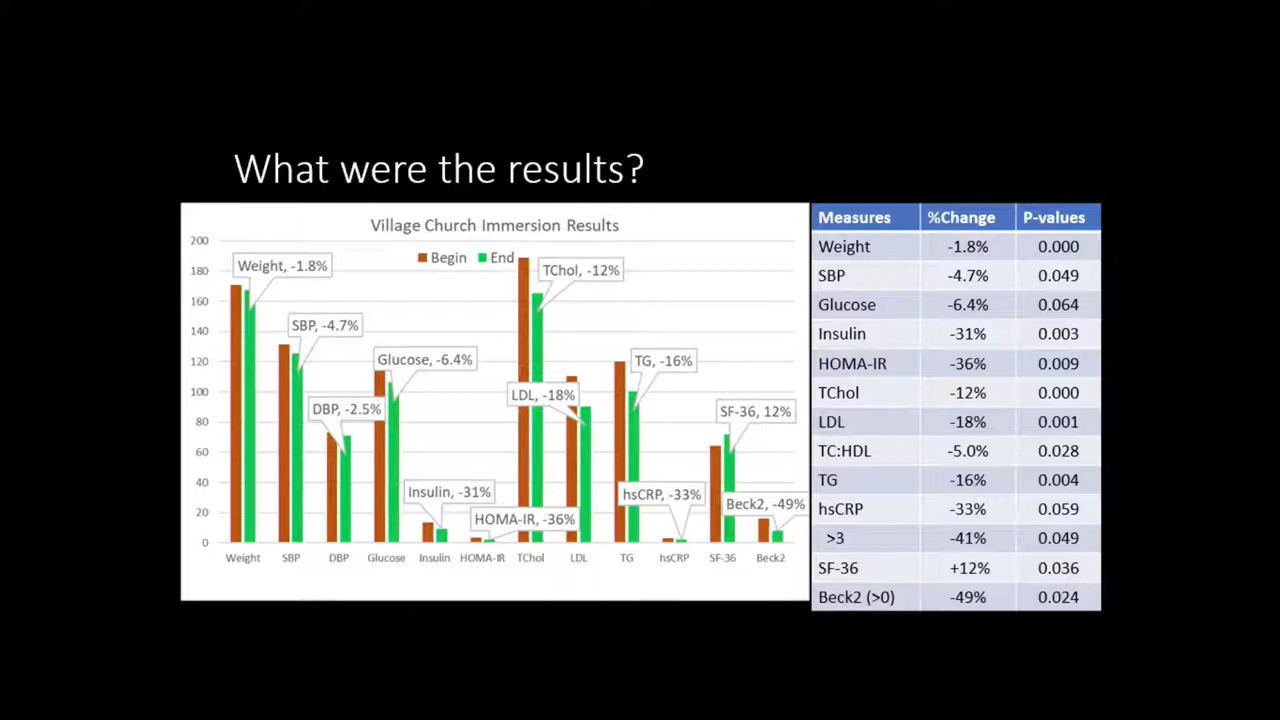 What were the results?
Village Church Immersion Results
Begin End
200
180
160
140
120
100
80
60
40
20
0
Weight, -1.8%
SBP, -4.7%
DBP, -2.5%
Glucose, -6.4%
Insulin, -31%
HOMA-IR, -36%
TChol, -12%
LDL, -18%
TG, -16%
hsCRP, -33%
SF-36, 12%
Beck2, -49%
Weight SBP DBP Glucose Insulin HOMA-IR TChol LDL TG hsCRP SF-36 Beck2
Measures %Change P-values
Weight -1.8% 0.000
SBP -4.7% 0.049
Glucose -6.4% 0.064
Insulin -31% 0.003
HOMA-IR -36% 0.009
TChol -12% 0.000
LDL -18% 0.001
TC:HDL -5.0% 0.028
TG -16% 0.004
hsCRP -33% 0.059
>3 -41% 0.049
SF-36 +12% 0.036
Beck2 (>0) -49% 0.024